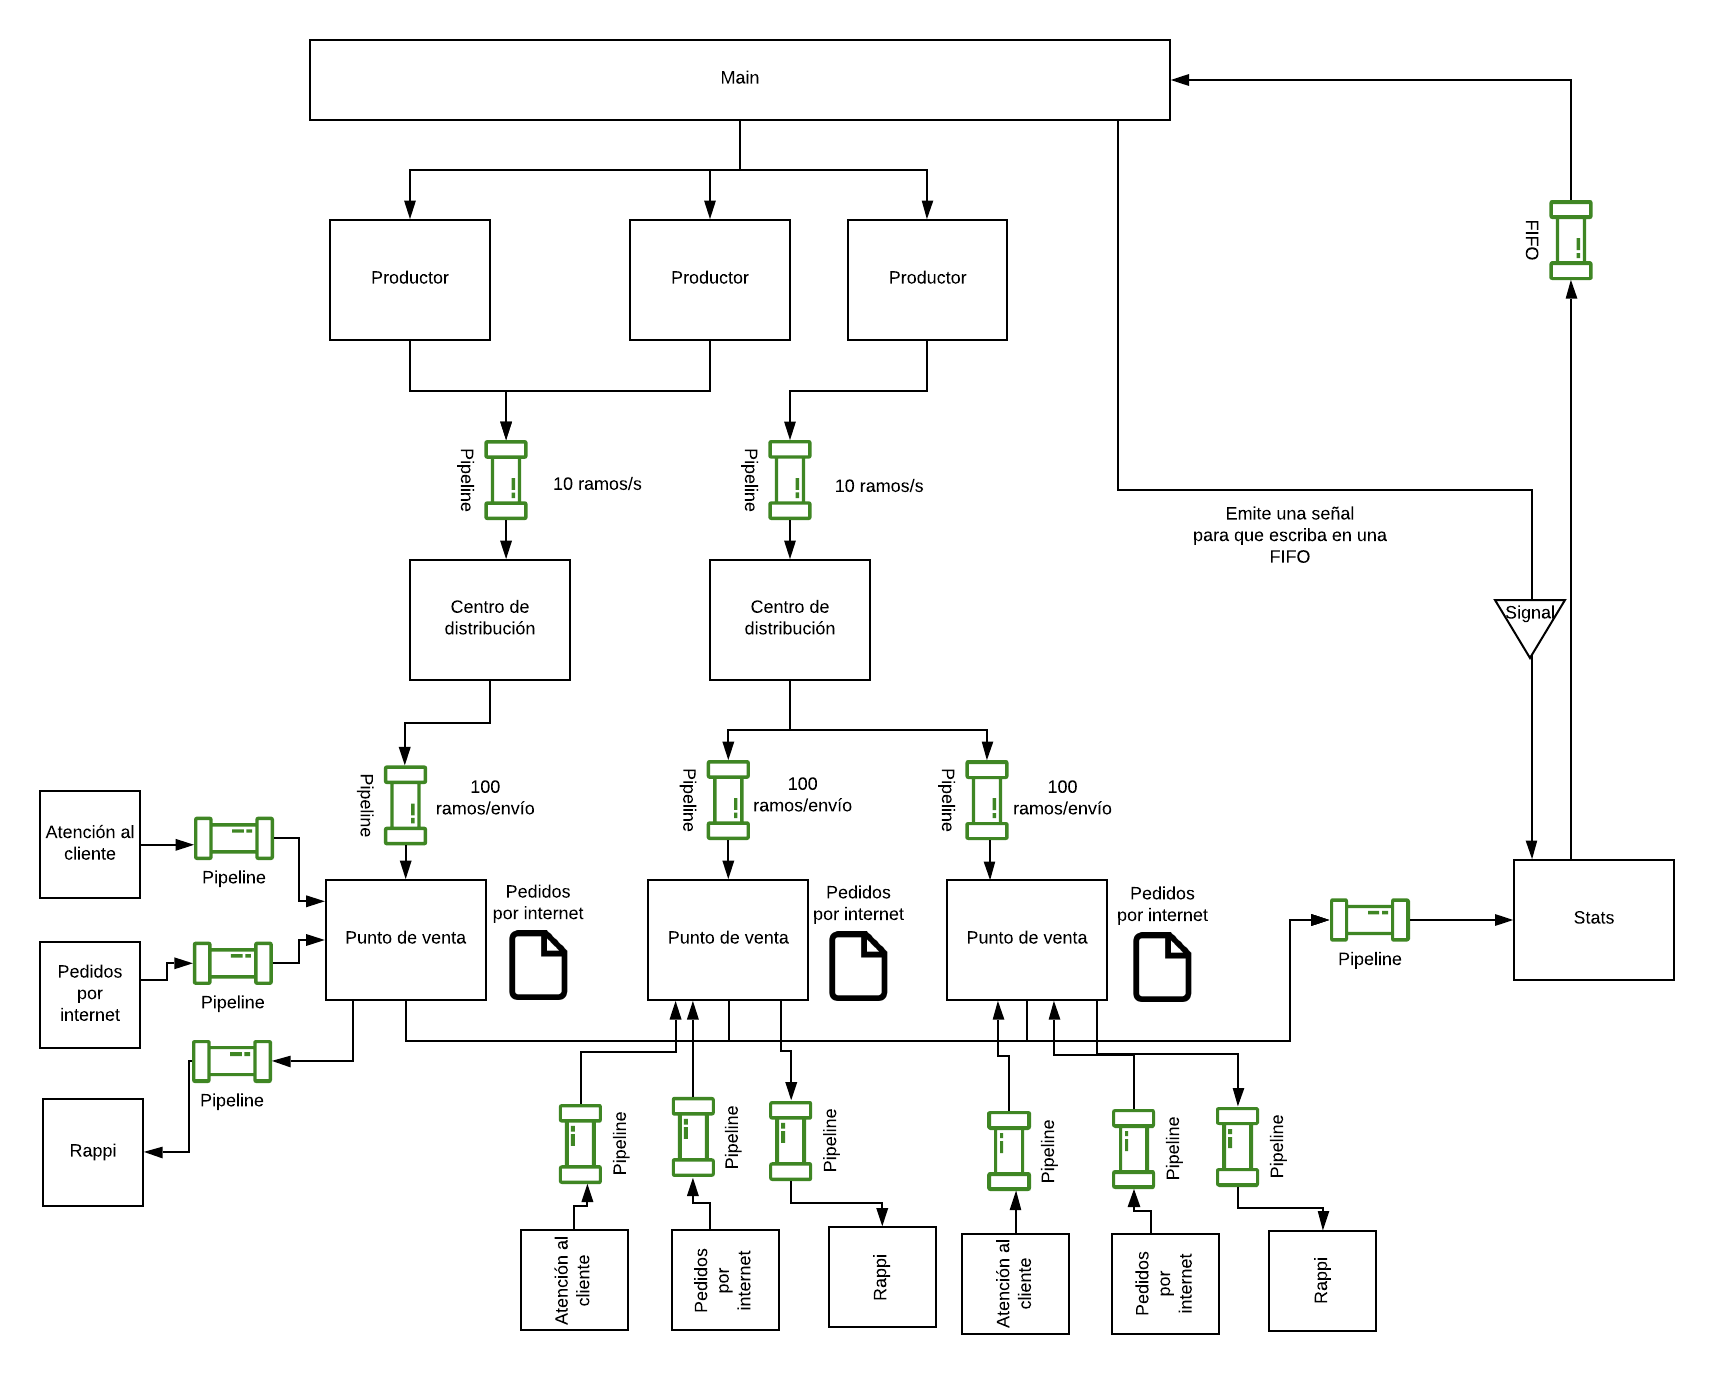 Main
Productor
Productor
Productor
FIFO
Pipeline
10 ramos/s
Pipeline
10 ramos/s
Emite una señal
para que escriba en una
FIFO
Centro de
distribución
Centro de
distribución
Signal
Pipeline
100
ramos/envío
Pipeline
100
ramos/envío
Pipeline
100
ramos/envío
Atención al
cliente
Pipeline
Pedidos
por
internet
Pipeline
Rappi
Pipeline
Punto de venta
Pedidos
por internet
Punto de venta
Pedidos
por internet
Punto de venta
Pedidos
por internet
Pipeline
Stats
Pipeline
Pipeline
Pipeline
Pipeline
Pipeline
Pipeline
Atención al
cliente
Pedidos
por
internet
Rappi
Atención al
cliente
Pedidos
por
internet
Rappi